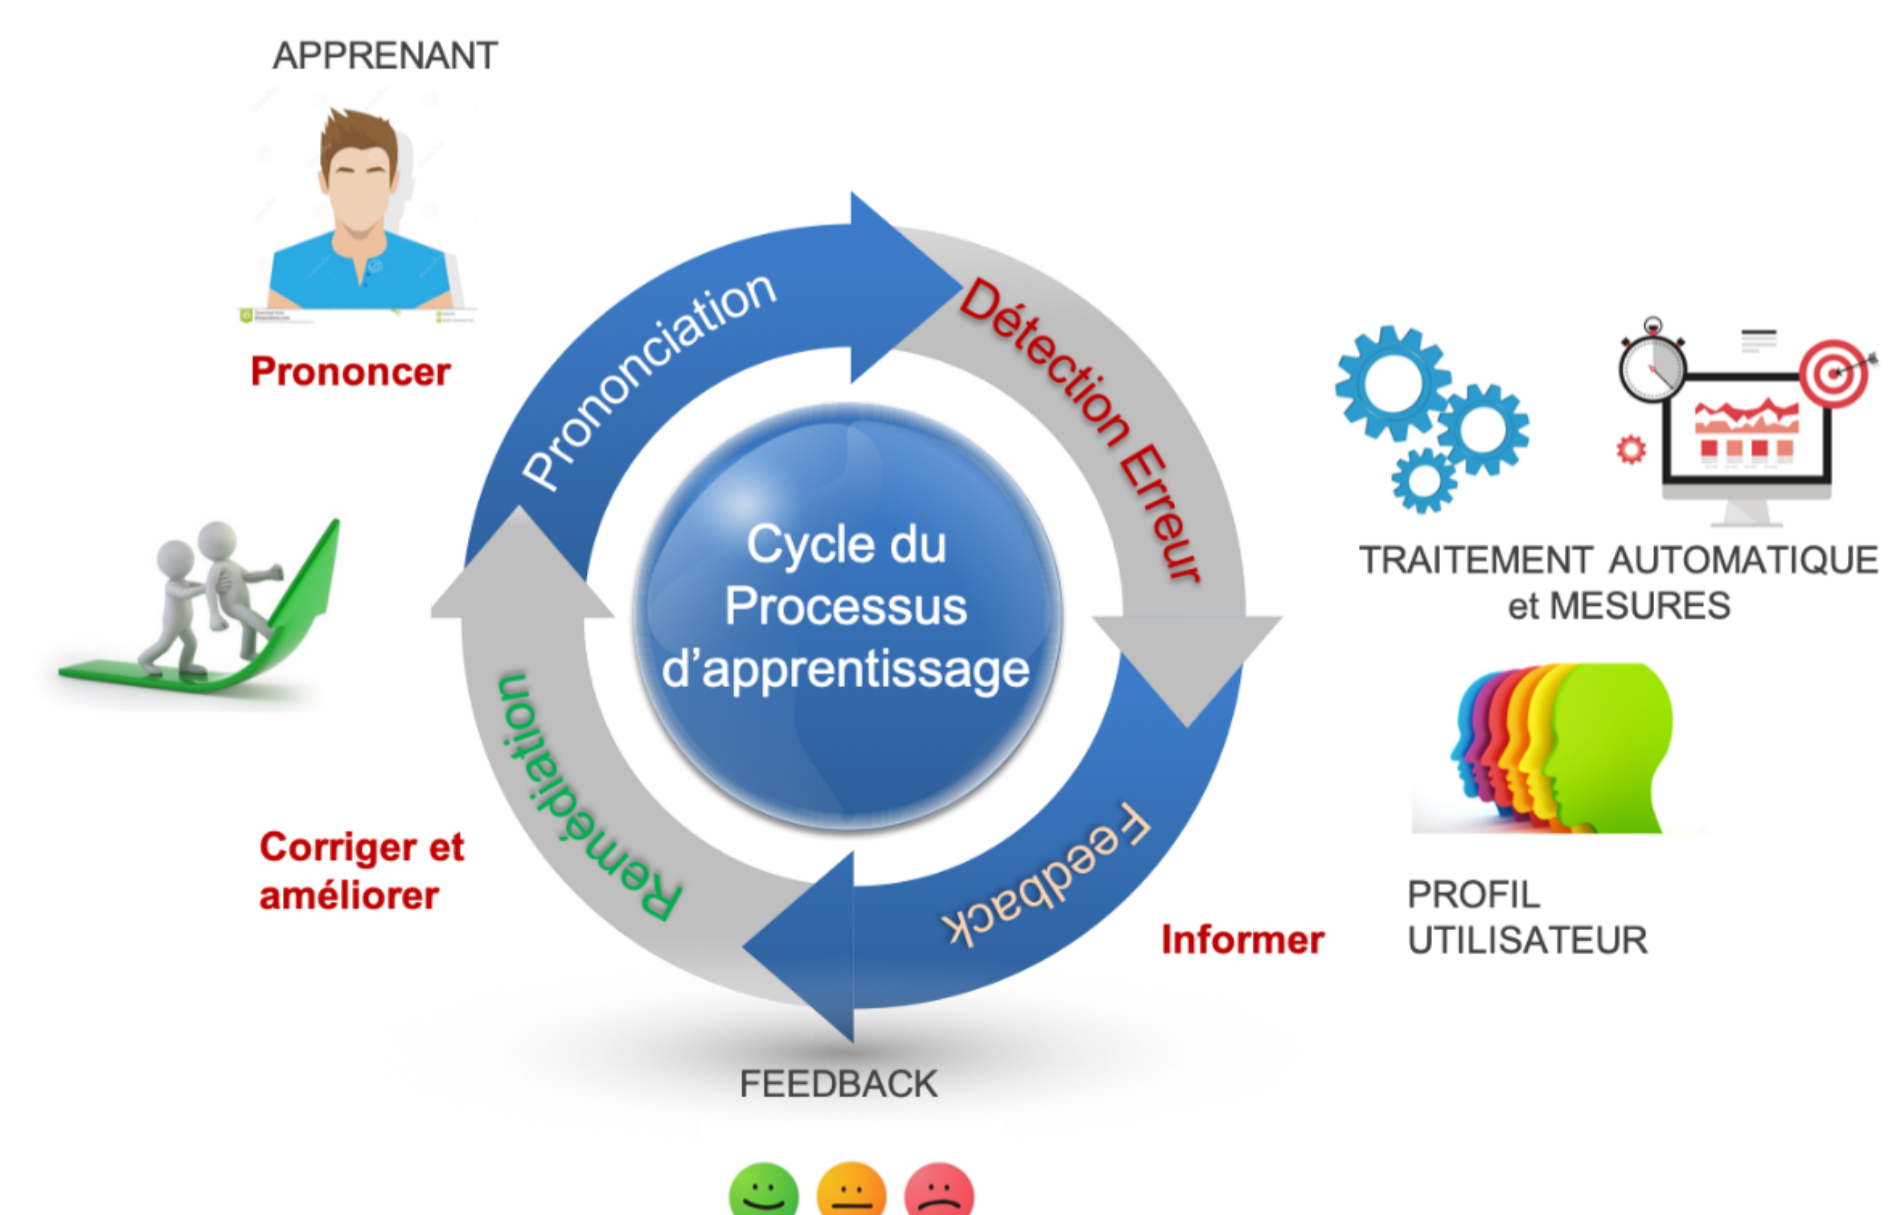 APPRENANT
Prononcer
Prononciation
Détection Erreur
Cycle du
Processus
d'apprentissage
TRAITEMENT AUTOMATIQUE
et MESURES
PROFIL
UTILISATEUR
Feedback
Informer
Remédiation
Corriger et
améliorer
FEEDBACK